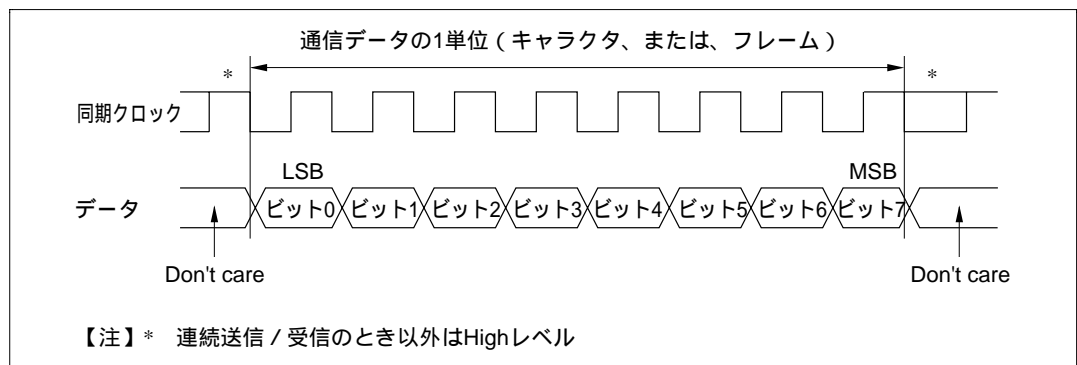 通信データの1単位（キャラクタ、または、フレーム）
* *
同期クロック
LSB MSB
データ ビット0 ビット1 ビット2 ビット3 ビット4 ビット5 ビット6 ビット7
Don't care Don't care
【注】* 連続送信／受信のとき以外はHighレベル